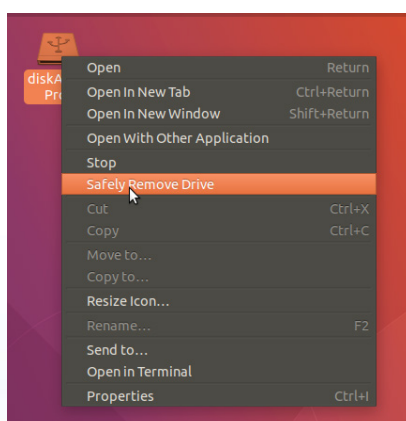 diskA
Pro
Open Return
Open In New Tab Ctrl+Return
Open In New Window Shift+Return
Open With Other Application
Stop
Safely Remove Drive
Cut Ctrl+X
Copy Ctrl+C
Move to...
Copy to...
Resize Icon...
Rename... F2
Send to...
Open in Terminal
Properties Ctrl+I